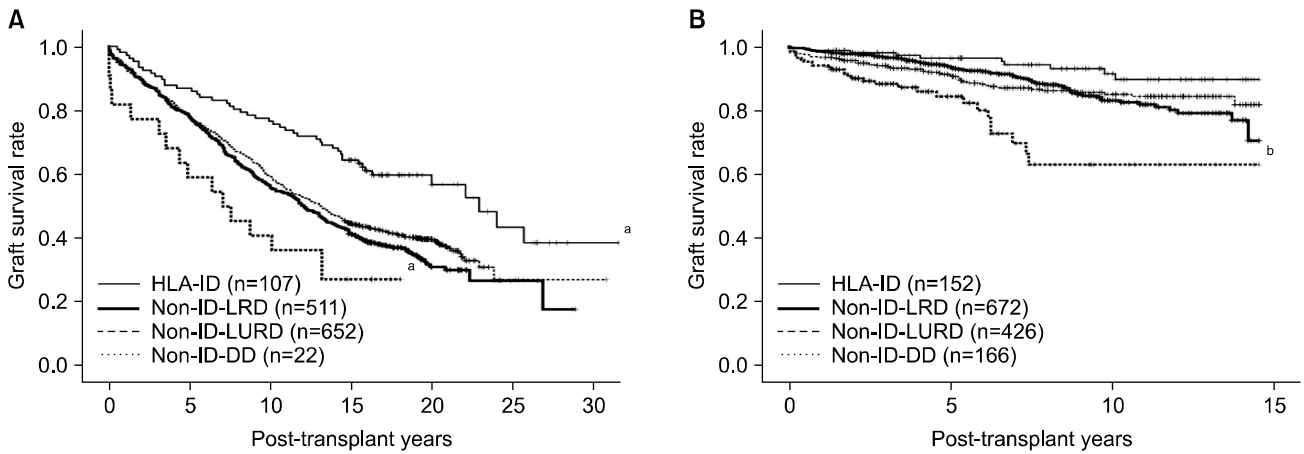 A
Graft survival rate
1.0
0.8
0.6
0.4
0.2
0.0
a
a
HLA-ID (n=107)
Non-ID-LRD (n=511)
Non-ID-LURD (n=652)
Non-ID-DD (n=22)
0 5 10 15 20 25 30
Post-transplant years
B
Graft survival rate
1.0
0.8
0.6
0.4
0.2
0.0
b
HLA-ID (n=152)
Non-ID-LRD (n=672)
Non-ID-LURD (n=426)
Non-ID-DD (n=166)
0 5 10 15
Post-transplant years